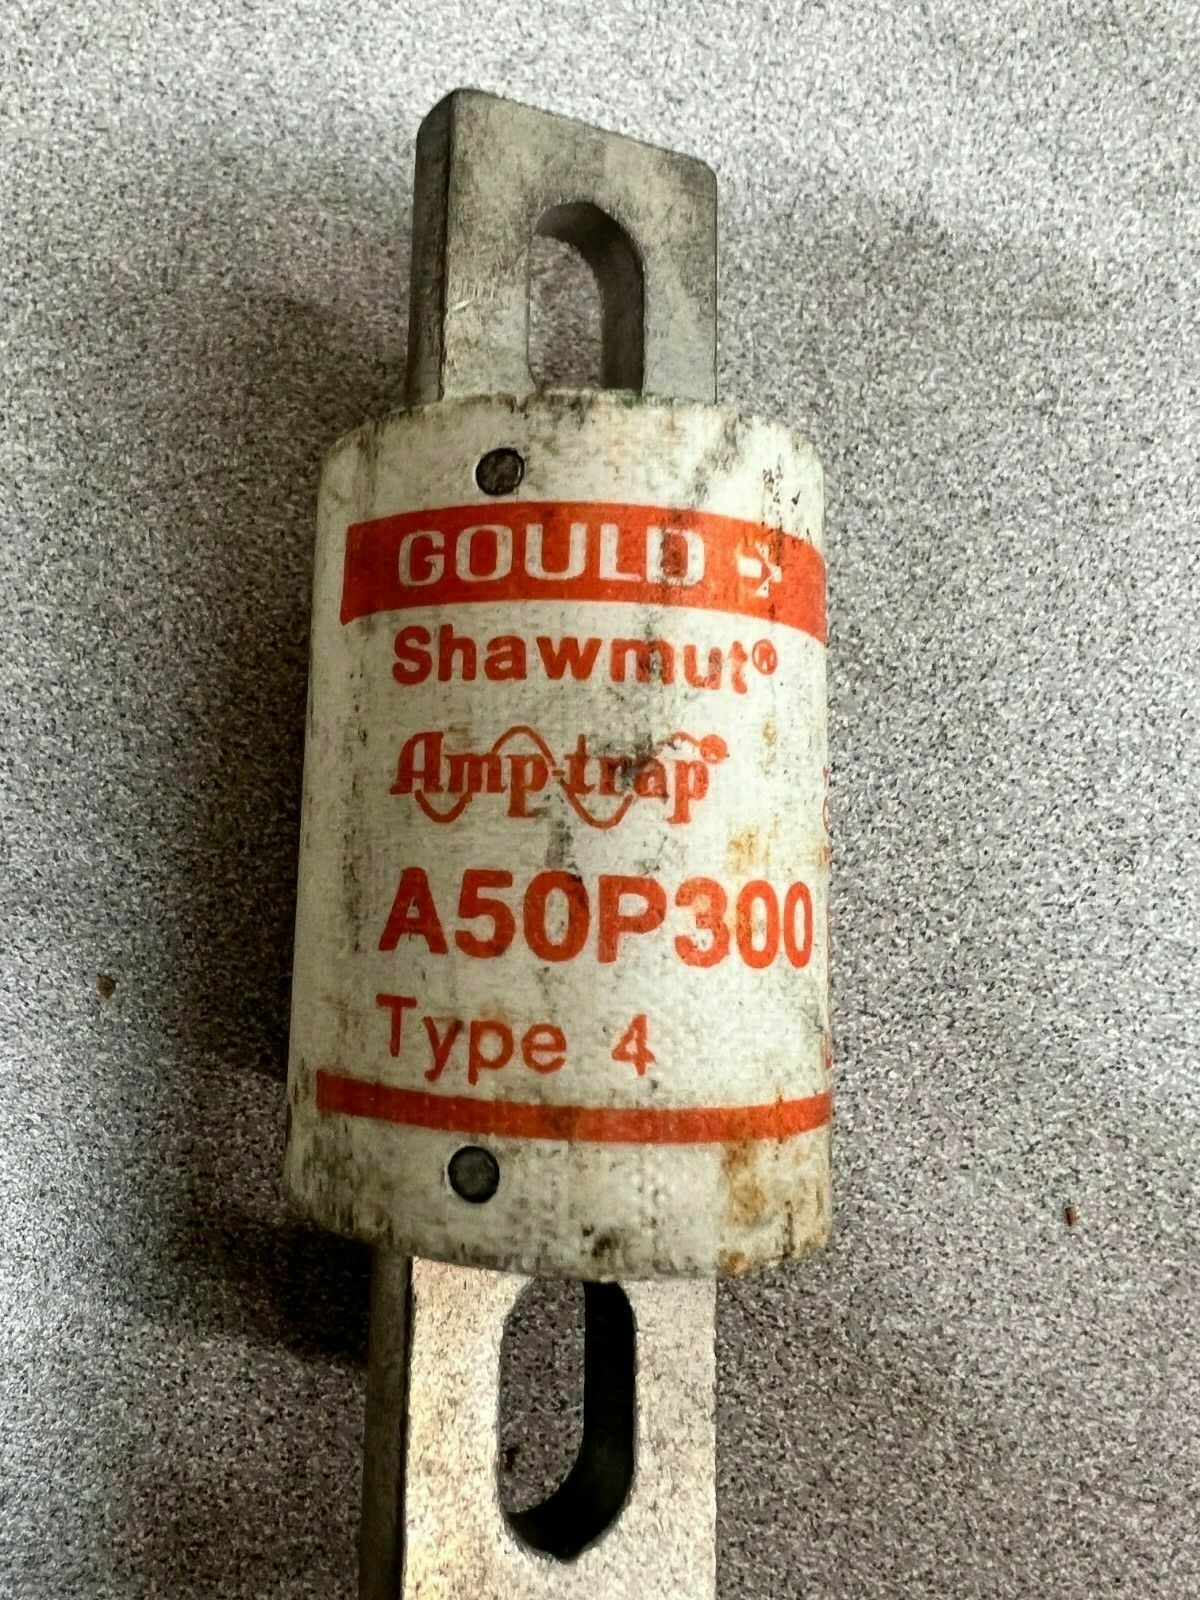 GOULD
Shawmut®
Amp-trap®
A50P300
Type 4